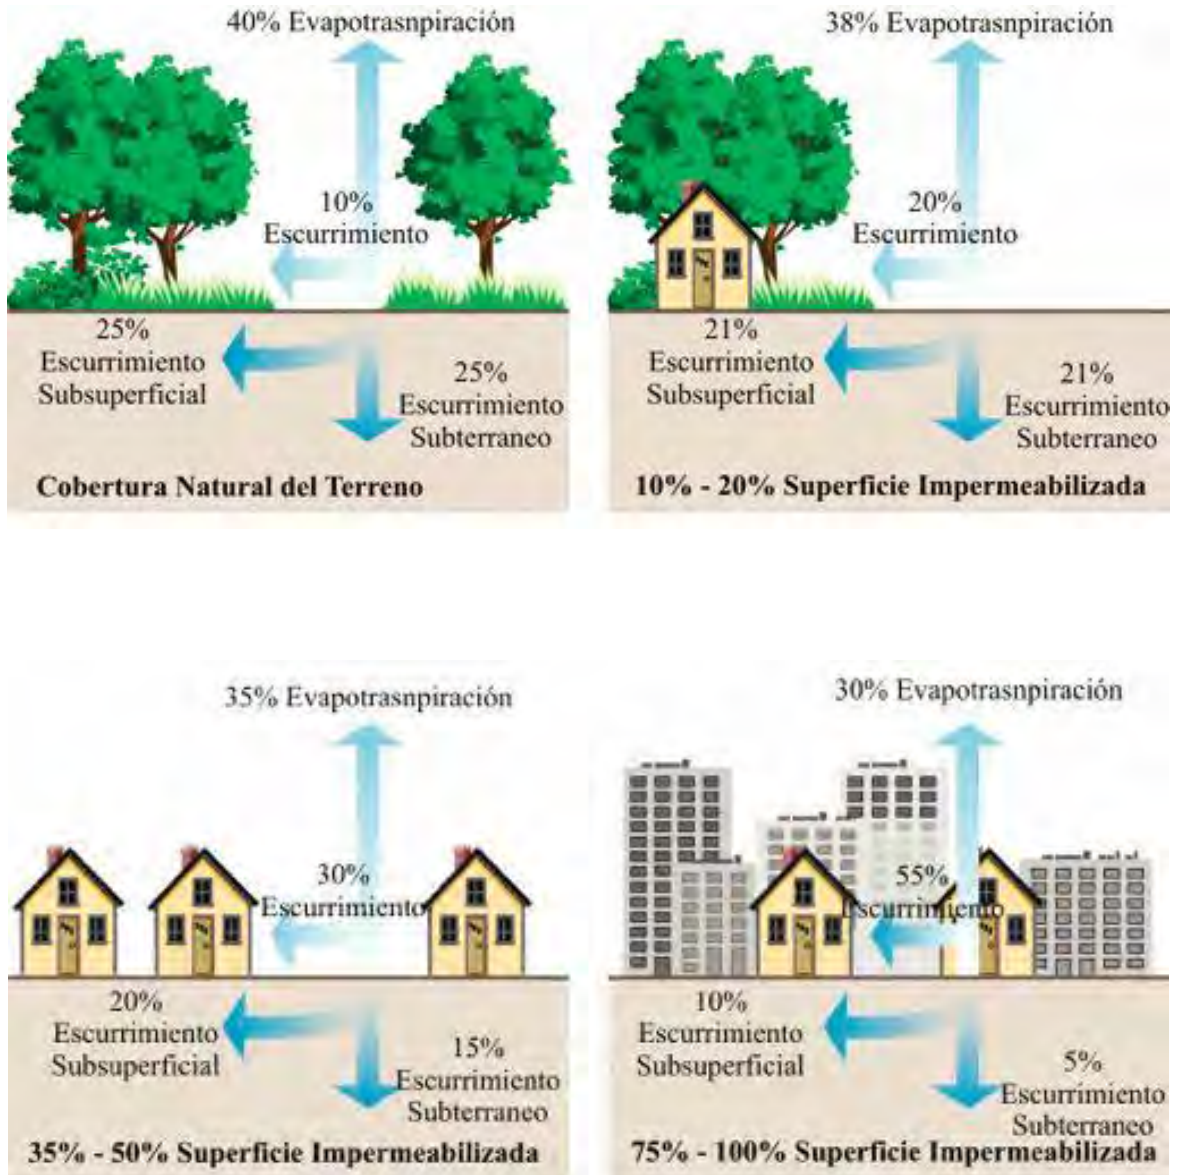 40% Evapotrasnpiración
10%
Escurrimiento
25%
Escurrimiento
Subsuperficial
25%
Escurrimiento
Subterraneo
Cobertura Natural del Terreno
38% Evapotrasnpiración
20%
Escurrimiento
21%
Escurrimiento
Subsuperficial
21%
Escurrimiento
Subterraneo
10% - 20% Superficie Impermeabilizada
35% Evapotrasnpiración
30%
Escurrimiento
20%
Escurrimiento
Subsuperficial
15%
Escurrimiento
Subterraneo
35% - 50% Superficie Impermeabilizada
30% Evapotrasnpiración
55%
Escurrimiento
10%
Escurrimiento
Subsuperficial
5%
Escurrimiento
Subterraneo
75% - 100% Superficie Impermeabilizada